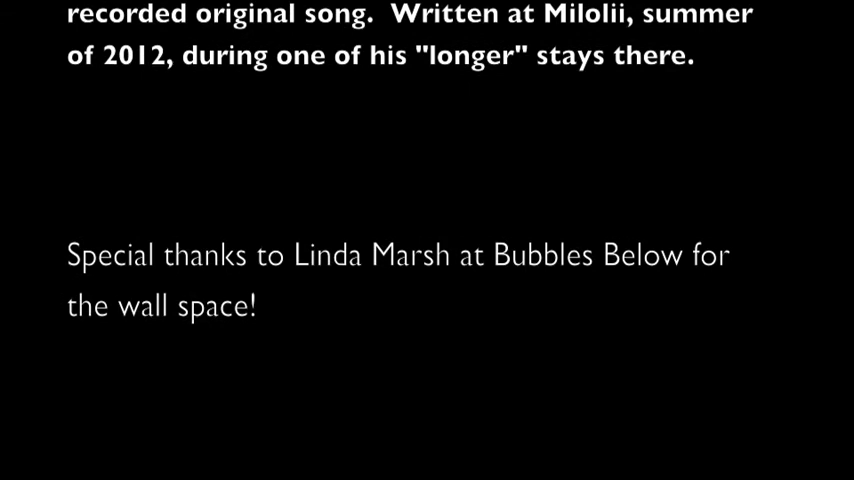 recorded original song.  Written at Milolii, summer
of 2012, during one of his "longer" stays there.
Special thanks to Linda Marsh at Bubbles Below for
the wall space!